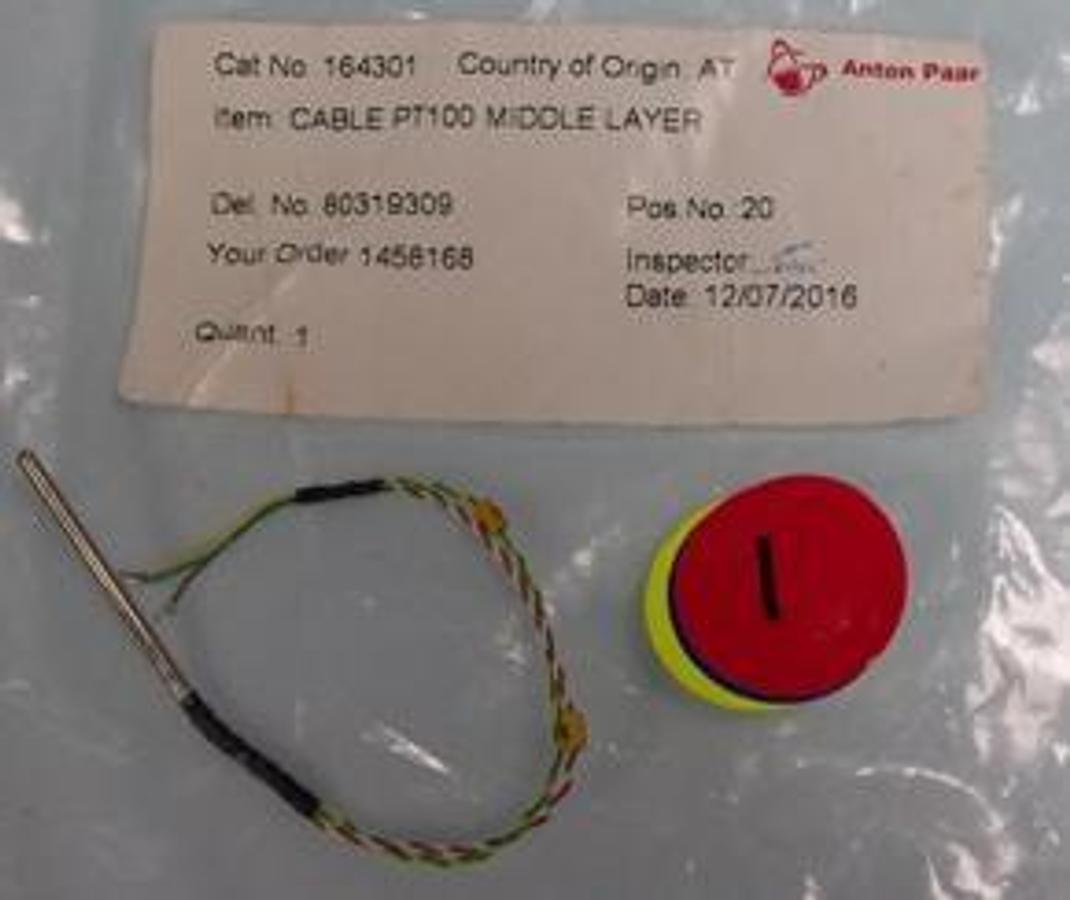 Cat No. 164301 Country of Origin AT Anton Paar
Item: CABLE PT100 MIDDLE LAYER
Del. No. 80319309 Pos.No. 20
Your Order 1458168 Inspector
Date: 12/07/2016
Quant. 1